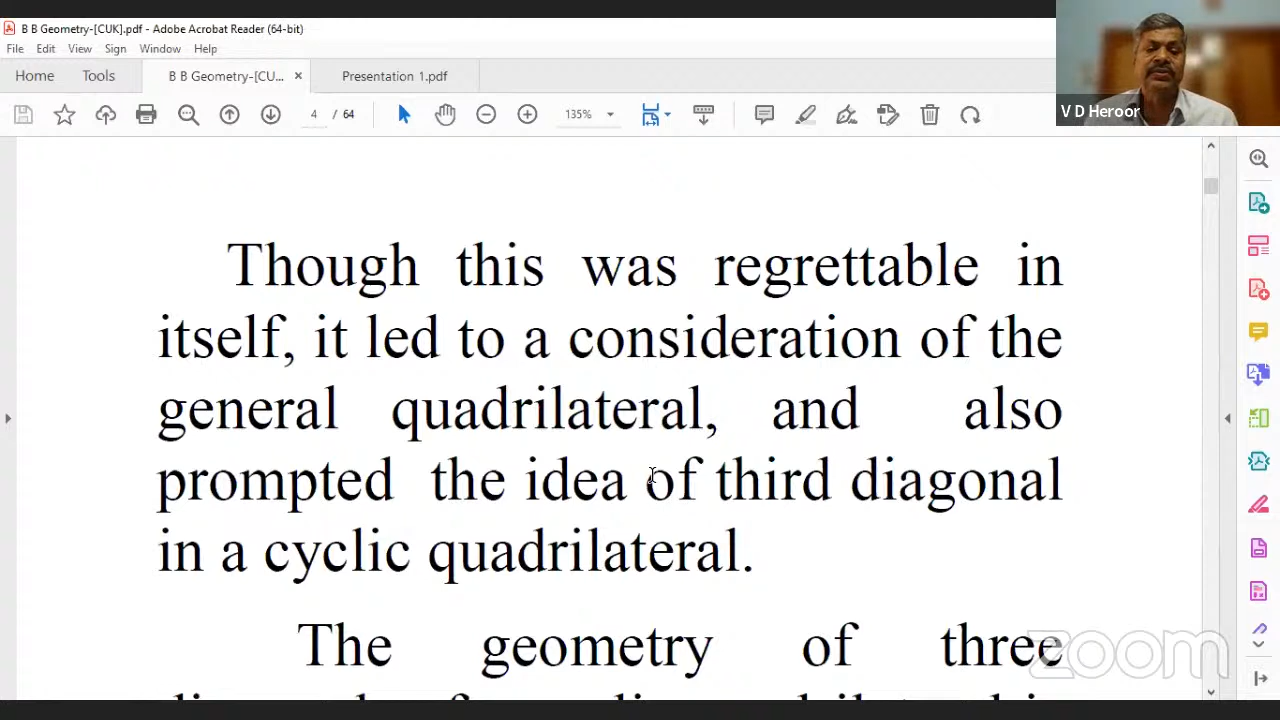 B B Geometry-[CUK].pdf - Adobe Acrobat Reader (64-bit)
File Edit View Sign Window Help
Home Tools B B Geometry-[CU... × Presentation 1.pdf
4 / 64 135%
V D Heroor
Though this was regrettable in
itself, it led to a consideration of the
general quadrilateral, and also
prompted the idea of third diagonal
in a cyclic quadrilateral.
The geometry of three
zoom